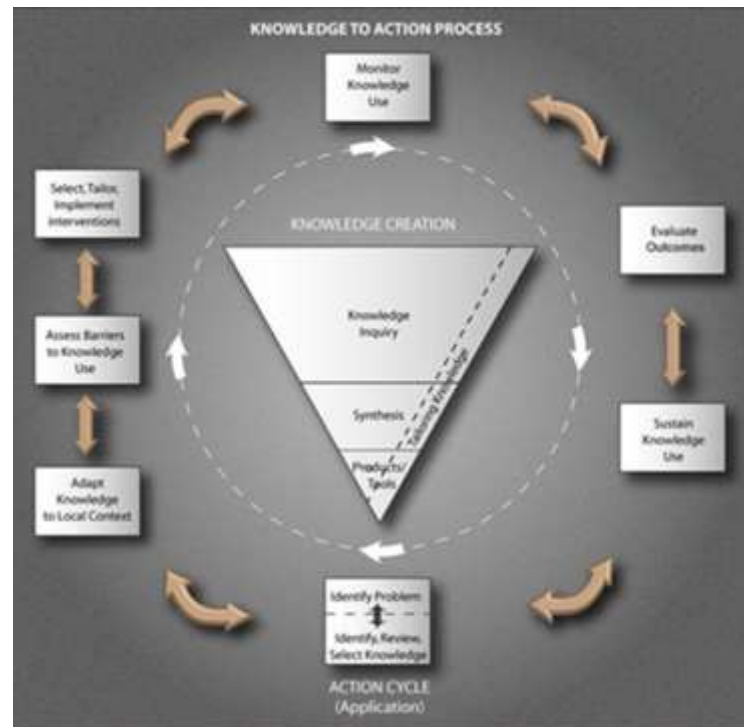 KNOWLEDGE TO ACTION PROCESS
Monitor
Knowledge
Use
Select, Tailor,
Implement
Interventions
Evaluate
Outcomes
KNOWLEDGE CREATION
Knowledge
Inquiry
Synthesis
Products/
Tools
Tailoring Knowledge
Assess Barriers
to Knowledge
Use
Sustain
Knowledge
Use
Adapt
Knowledge
to Local Context
Identify Problem
Identify, Review,
Select Knowledge
ACTION CYCLE
(Application)